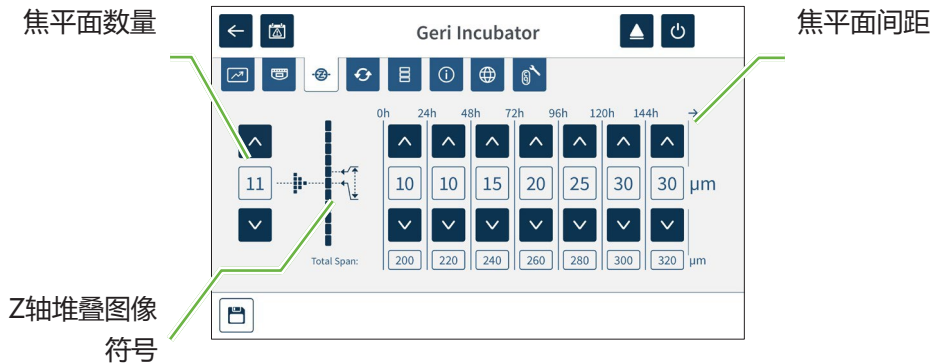 焦平面数量
Geri Incubator
焦平面间距
0h 24h 48h 72h 96h 120h 144h →
11 10 10 15 20 25 30 30 µm
Total Span: 200 220 240 260 280 300 320 µm
Z轴堆叠图像
符号